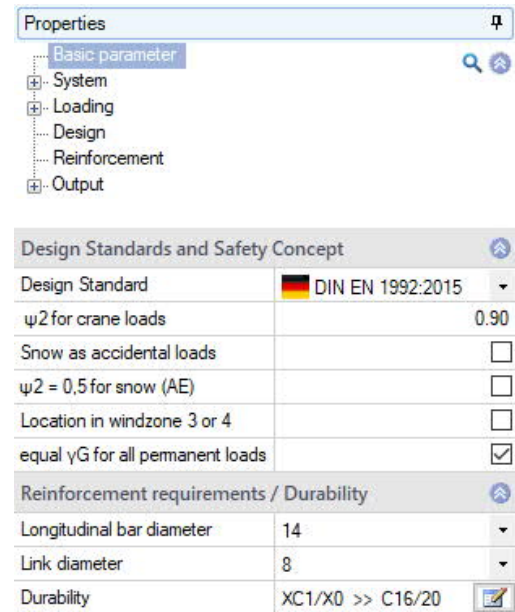 Properties
Basic parameter
System
Loading
Design
Reinforcement
Output
Design Standards and Safety Concept
Design Standard DIN EN 1992:2015
ψ2 for crane loads 0.90
Snow as accidental loads
ψ2 = 0,5 for snow (AE)
Location in windzone 3 or 4
equal γG for all permanent loads
Reinforcement requirements / Durability
Longitudinal bar diameter 14
Link diameter 8
Durability XC1/X0 >> C16/20